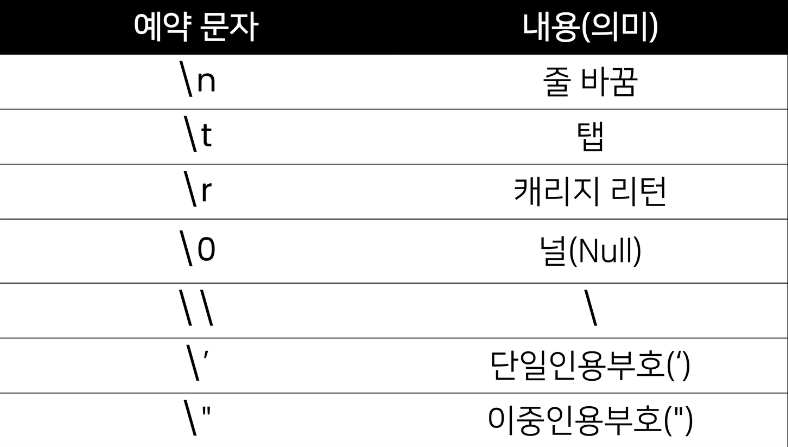 예약 문자 내용(의미)
\n 줄 바꿈
\t 탭
\r 캐리지 리턴
\0 널(Null)
\\ \
\’ 단일인용부호(‘)
\" 이중인용부호(")